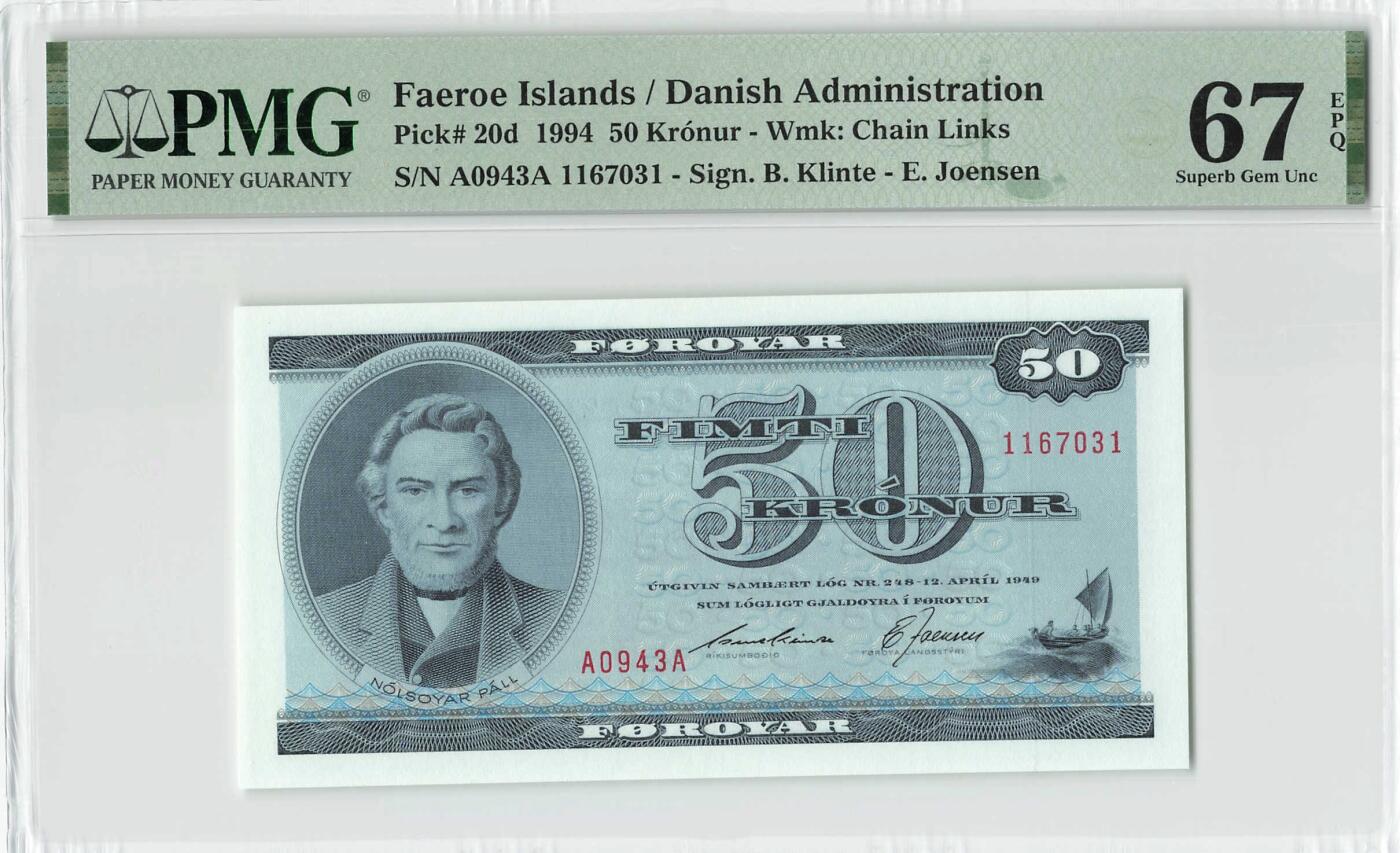 PMG®
PAPER MONEY GUARANTY
Faeroe Islands / Danish Administration
Pick# 20d 1994 50 Krónur - Wmk: Chain Links
S/N A0943A 1167031 - Sign. B. Klinte - E. Joensen
67
EPQ
Superb Gem Unc
FØROYAR
50
50
FIMTI
1167031
KRÓNUR
ÚTGIVIN SAMBÆRT LÓG NR. 248-12. APRÍL 1949
SUM LÓGLIGT GJALDOYRA Í FØROYUM
E Joensen
A0943A
RÍKISUMBOÐIÐ
FØROYA LANDSSTÝRI
NÓLSOYAR PÁLL
FØROYAR